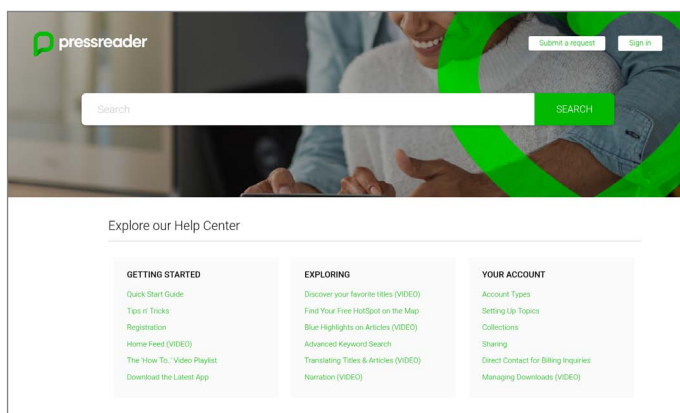 pressreader
Submit a request
Sign in
Search
SEARCH
Explore our Help Center
GETTING STARTED
Quick Start Guide
Tips n' Tricks
Registration
Home Feed (VIDEO)
The 'How To..' Video Playlist
Download the Latest App
EXPLORING
Discover your favorite titles (VIDEO)
Find Your Free HotSpot on the Map
Blue Highlights on Articles (VIDEO)
Advanced Keyword Search
Translating Titles & Articles (VIDEO)
Narration (VIDEO)
YOUR ACCOUNT
Account Types
Setting Up Topics
Collections
Sharing
Direct Contact for Billing Inquiries
Managing Downloads (VIDEO)